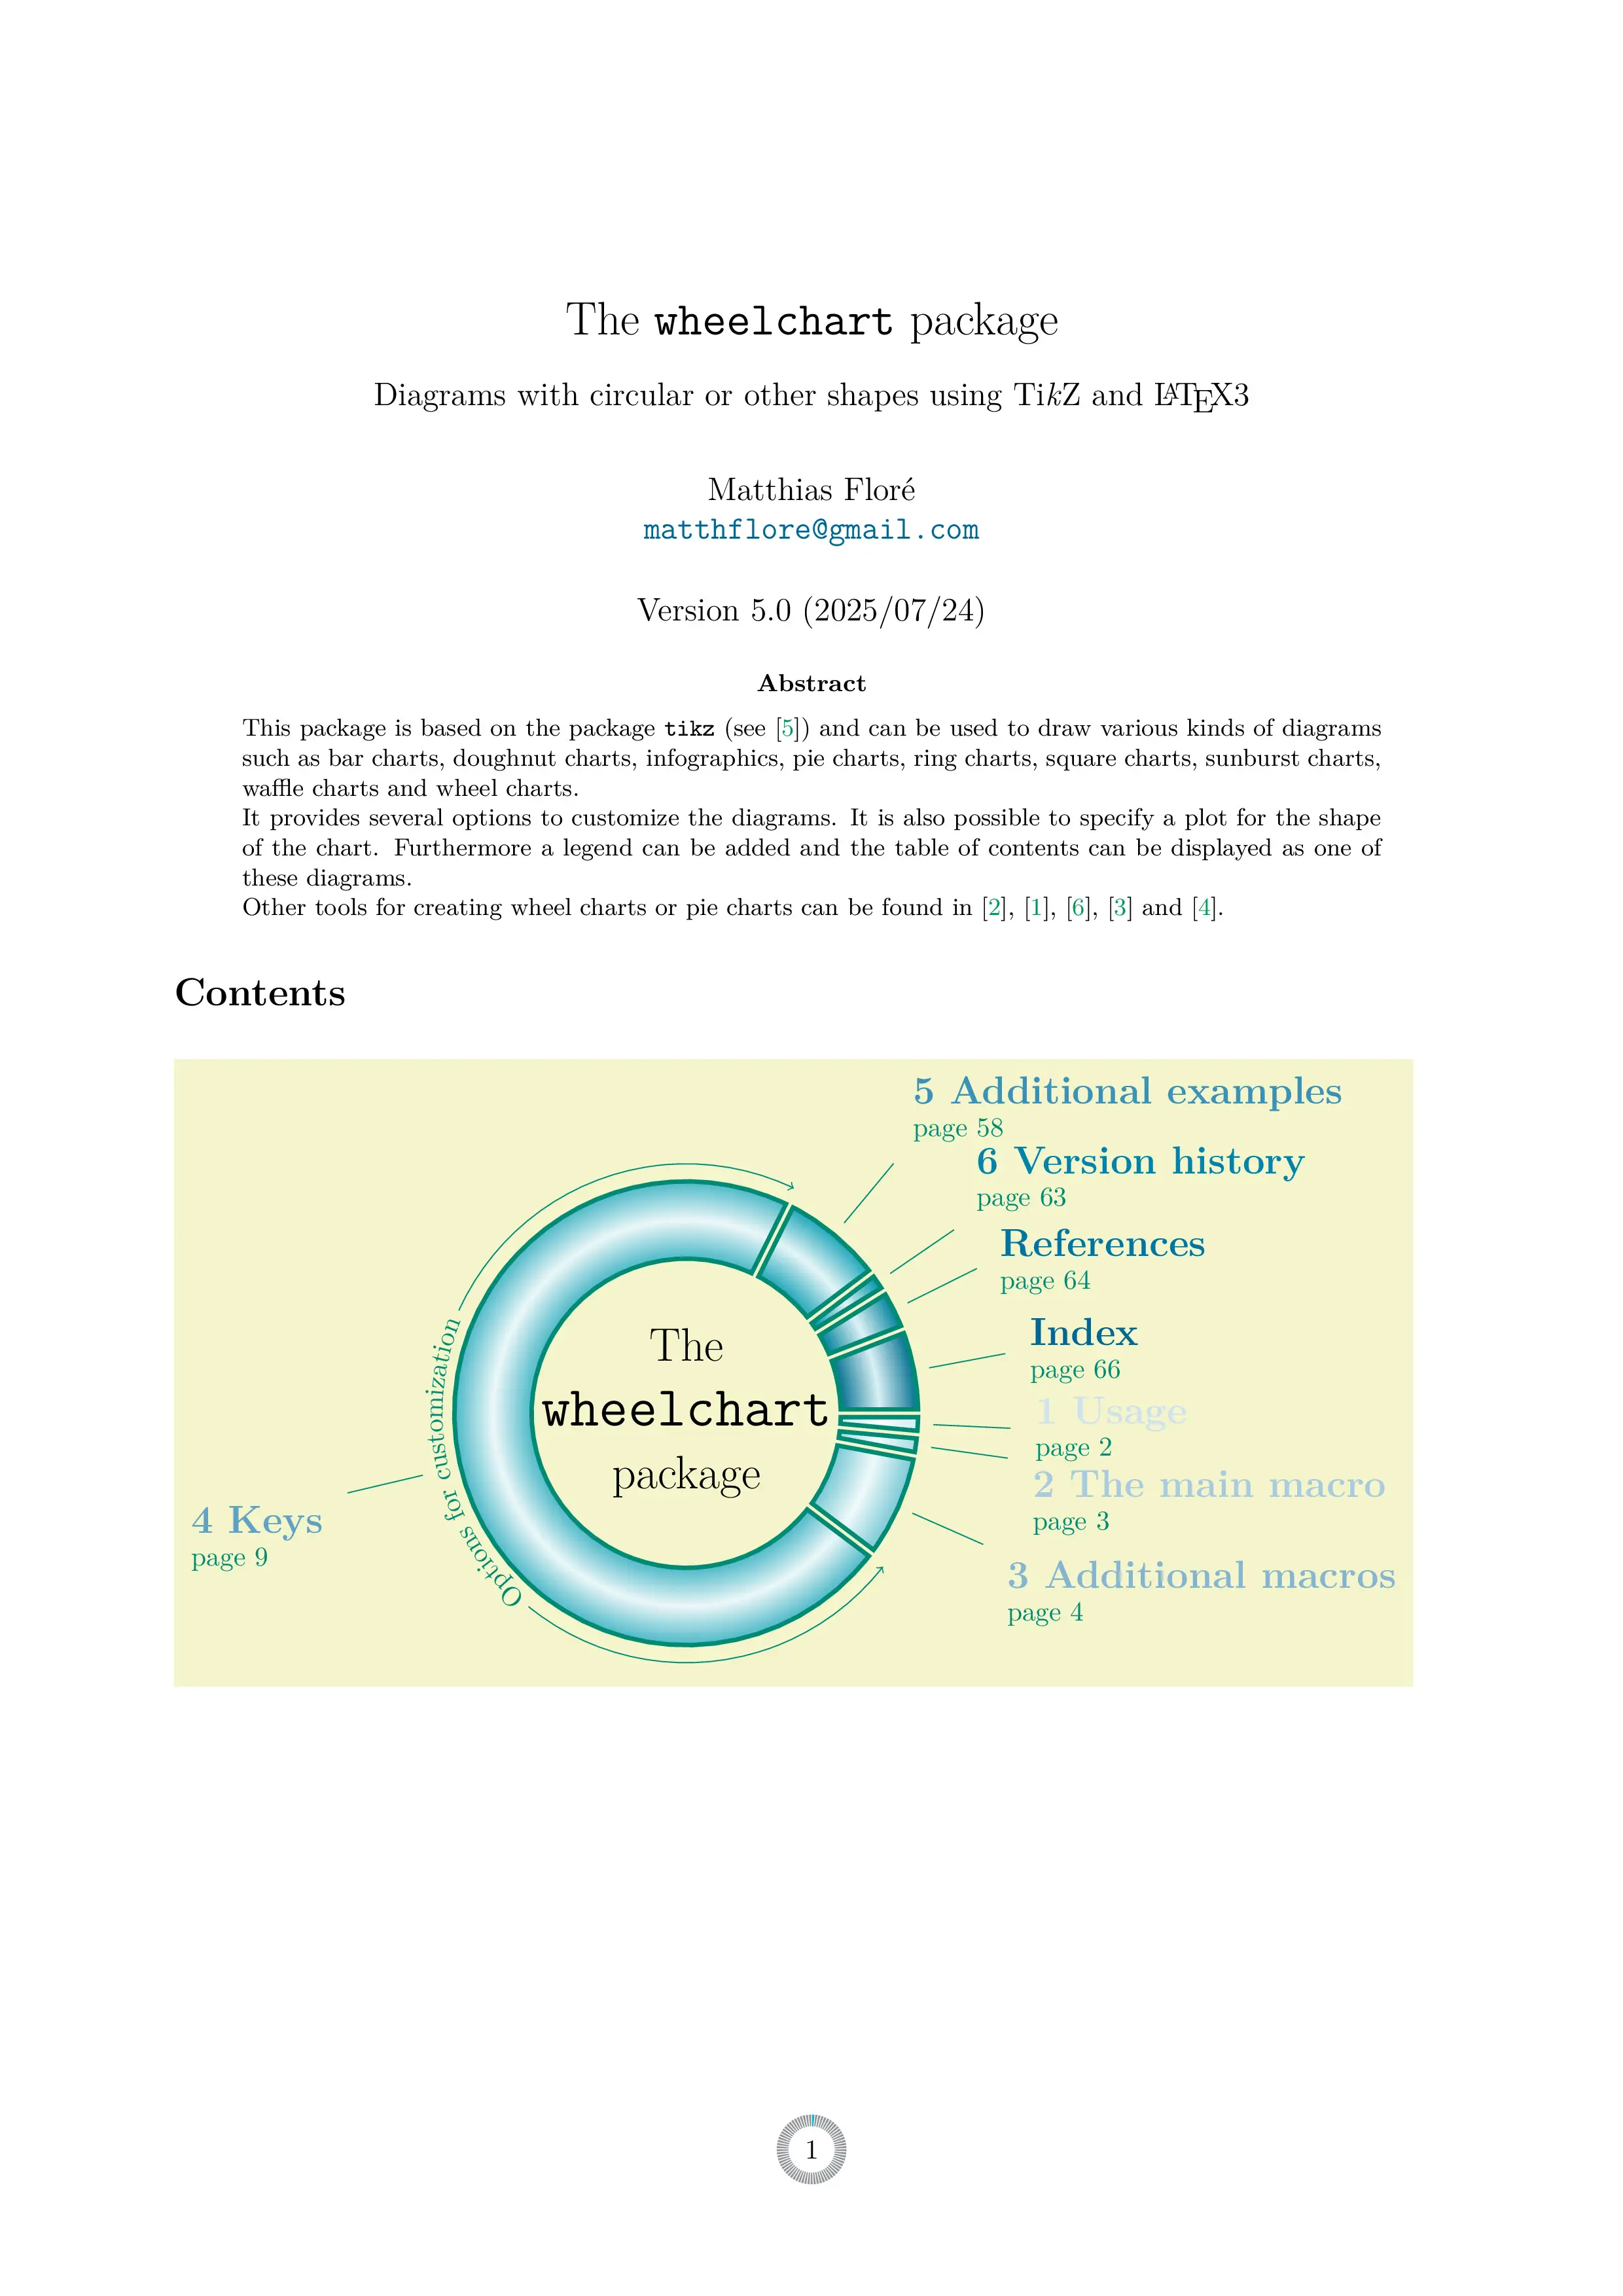 The wheelchart package
Diagrams with circular or other shapes using TikZ and LATEX3
Matthias Floré
matthflore@gmail.com
Version 5.0 (2025/07/24)
Abstract
This package is based on the package tikz (see [5]) and can be used to draw various kinds of diagrams
such as bar charts, doughnut charts, infographics, pie charts, ring charts, square charts, sunburst charts,
waffle charts and wheel charts.
It provides several options to customize the diagrams. It is also possible to specify a plot for the shape
of the chart. Furthermore a legend can be added and the table of contents can be displayed as one of
these diagrams.
Other tools for creating wheel charts or pie charts can be found in [2], [1], [6], [3] and [4].
Contents
5 Additional examples
page 58
6 Version history
page 63
References
page 64
Index
page 66
1 Usage
page 2
2 The main macro
page 3
3 Additional macros
page 4
4 Keys
page 9
Options for customization
The
wheelchart
package
1